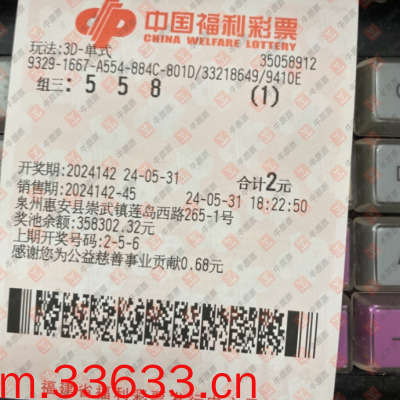 中国福利彩票
CHINA WELFARE LOTTERY
玩法:3D-单式 35058912
9329-1667-A554-884C-801D/33218649/9410E
组三: 5 5 8 (1)
开奖期:2024142 24-05-31 合计2元
销售期:2024142-45 24-05-31 18:22:50
泉州惠安县崇武镇莲岛西路265-1号
奖池余额:358302.32元
上期开奖号码:2-5-6
感谢您为公益慈善事业贡献0.68元
m.33633.cn